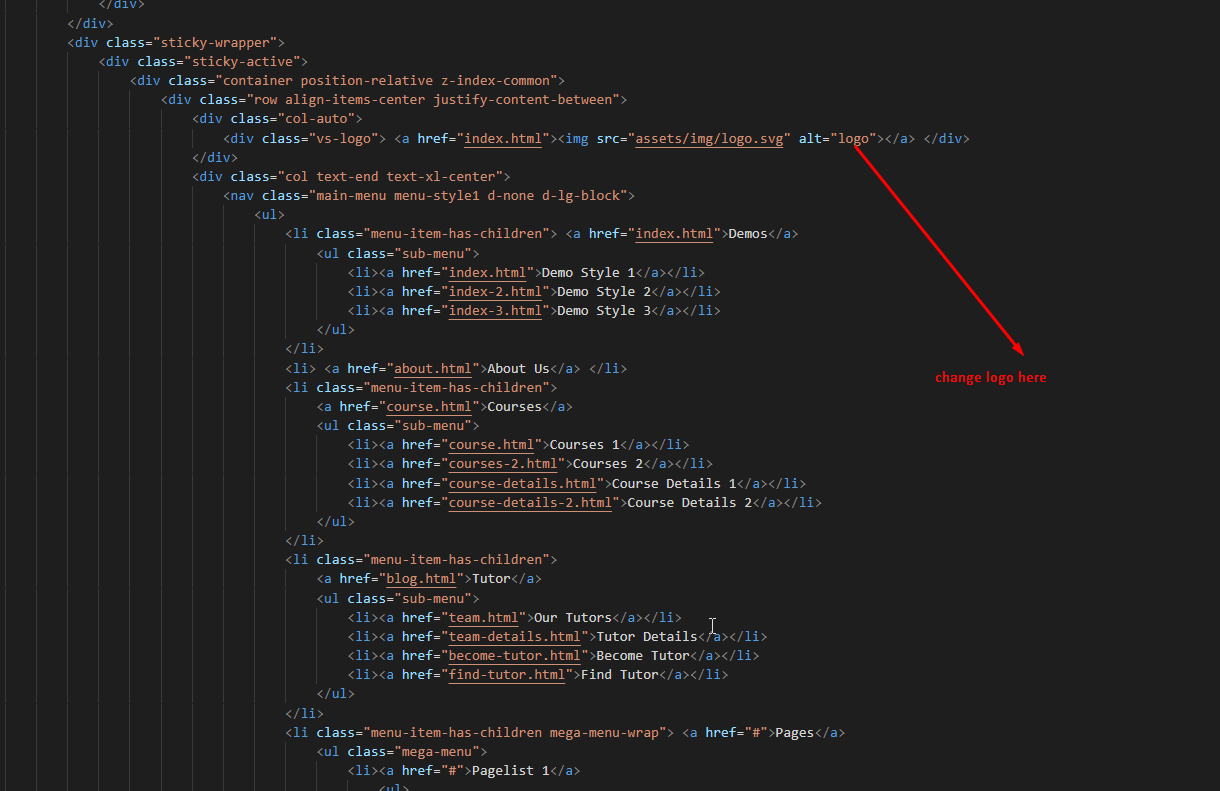 </div>
</div>
<div class="sticky-wrapper">
<div class="sticky-active">
<div class="container position-relative z-index-common">
<div class="row align-items-center justify-content-between">
<div class="col-auto">
<div class="vs-logo"> <a href="index.html"><img src="assets/img/logo.svg" alt="logo"></a> </div>
</div>
<div class="col text-end text-xl-center">
<nav class="main-menu menu-style1 d-none d-lg-block">
<ul>
<li class="menu-item-has-children"> <a href="index.html">Demos</a>
<ul class="sub-menu">
<li><a href="index.html">Demo Style 1</a></li>
<li><a href="index-2.html">Demo Style 2</a></li>
<li><a href="index-3.html">Demo Style 3</a></li>
</ul>
</li>
<li> <a href="about.html">About Us</a> </li>
change logo here
<li class="menu-item-has-children">
<a href="course.html">Courses</a>
<ul class="sub-menu">
<li><a href="course.html">Courses 1</a></li>
<li><a href="courses-2.html">Courses 2</a></li>
<li><a href="course-details.html">Course Details 1</a></li>
<li><a href="course-details-2.html">Course Details 2</a></li>
</ul>
</li>
<li class="menu-item-has-children">
<a href="blog.html">Tutor</a>
<ul class="sub-menu">
<li><a href="team.html">Our Tutors</a></li>
<li><a href="team-details.html">Tutor Details</a></li>
<li><a href="become-tutor.html">Become Tutor</a></li>
<li><a href="find-tutor.html">Find Tutor</a></li>
</ul>
</li>
<li class="menu-item-has-children mega-menu-wrap"> <a href="#">Pages</a>
<ul class="mega-menu">
<li><a href="#">Pagelist 1</a>
<ul>